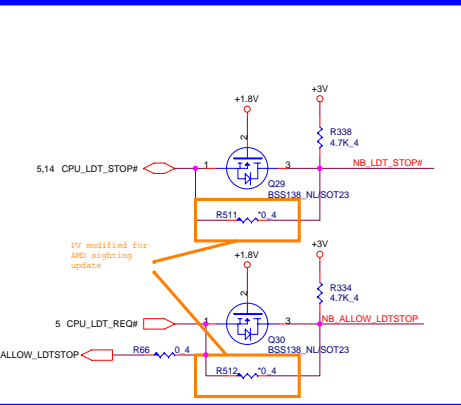 +3V
+1.8V
R338
4.7K_4
2
NB_LDT_STOP#
5,14 CPU_LDT_STOP#
1
3
Q29
BSS138_NL/SOT23
R511
*0_4
PV modified for
AMD sighting
update
+3V
+1.8V
R334
4.7K_4
2
NB_ALLOW_LDTSTOP
5 CPU_LDT_REQ#
1
3
Q30
BSS138_NL/SOT23
ALLOW_LDTSTOP
R66
0_4
R512
*0_4